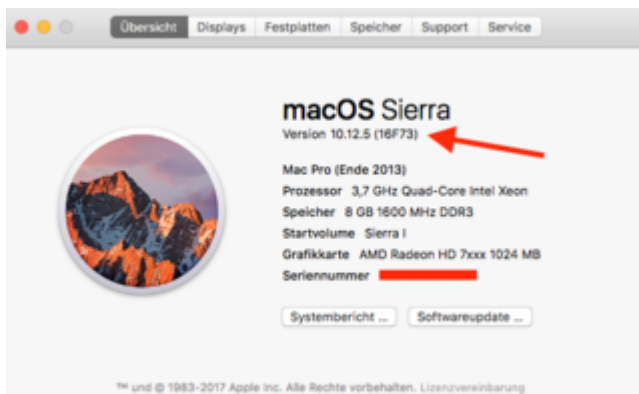 Übersicht Displays Festplatten Speicher Support Service
macOS Sierra
Version 10.12.5 (16F73)
Mac Pro (Ende 2013)
Prozessor 3,7 GHz Quad-Core Intel Xeon
Speicher 8 GB 1600 MHz DDR3
Startvolume Sierra I
Grafikkarte AMD Radeon HD 7xxx 1024 MB
Seriennummer
Systembericht ... Softwareupdate ...
™ und © 1983-2017 Apple Inc. Alle Rechte vorbehalten. Lizenzvereinbarung